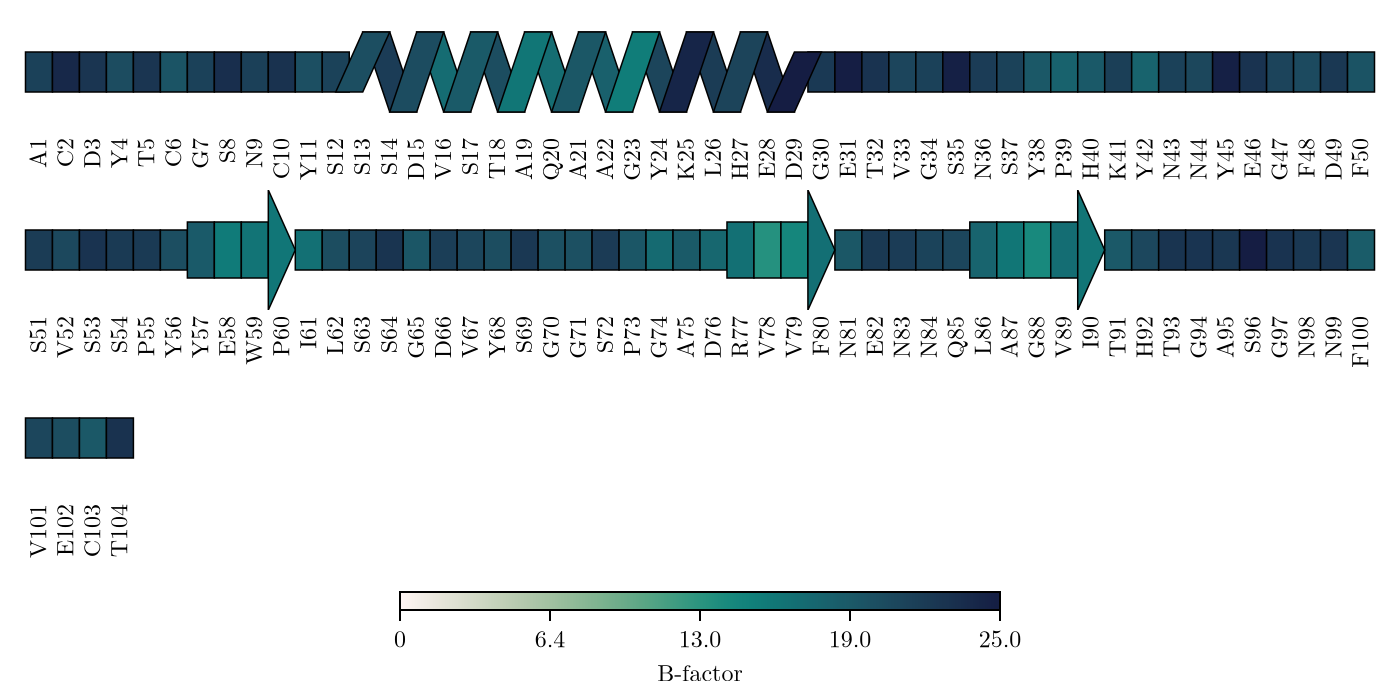 A1 C2 D3 Y4 T5 C6 G7 S8 N9 C10 Y11 S12 S13 S14 D15 V16 S17 T18 A19 Q20 A21 A22 G23 Y24 K25 L26 H27 E28 D29 G30 E31 T32 V33 G34 S35 N36 S37 Y38 P39 H40 K41 Y42 N43 N44 Y45 E46 G47 F48 D49 F50
S51 V52 S53 S54 P55 Y56 Y57 E58 W59 P60 I61 L62 S63 S64 G65 D66 V67 Y68 S69 G70 G71 S72 P73 G74 A75 D76 R77 V78 V79 F80 N81 E82 N83 N84 Q85 L86 A87 G88 V89 I90 T91 H92 T93 G94 A95 S96 G97 N98 N99 F100
V101 E102 C103 T104
0 6.4 13.0 19.0 25.0
B-factor